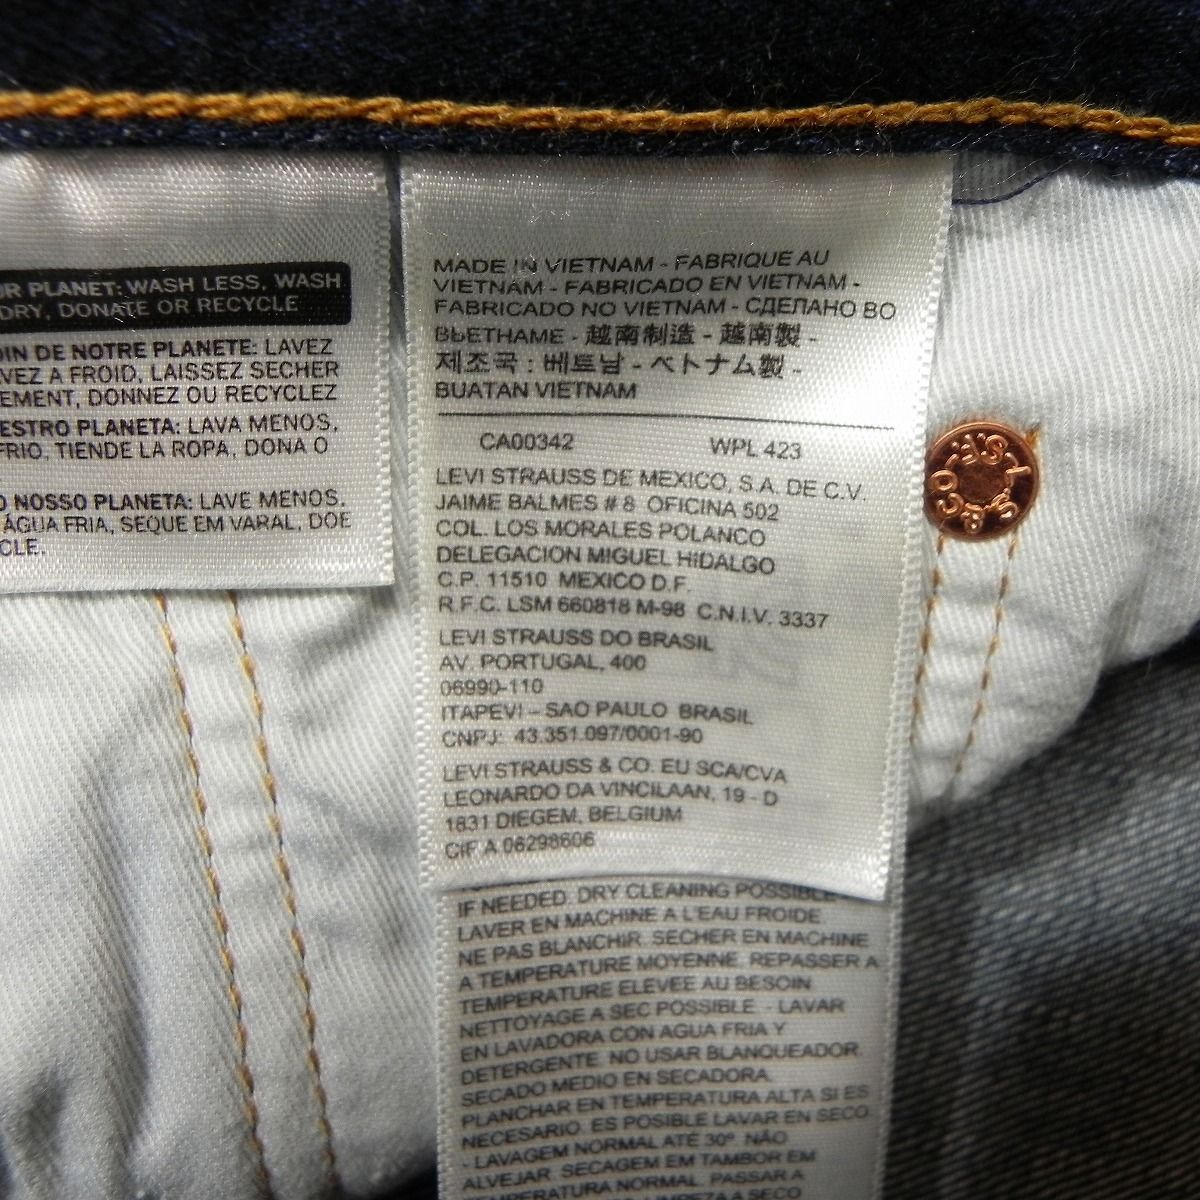 OR PLANET: WASH LESS, WASH
DRY, DONATE OR RECYCLE
OIN DE NOTRE PLANETE: LAVEZ
VEZ A FROID, LAISSEZ SECHER
EMENT, DONNEZ OU RECYCLEZ
ESTRO PLANETA: LAVA MENOS,
FRIO, TIENDE LA ROPA, DONA O
O NOSSO PLANETA: LAVE MENOS,
ÁGUA FRIA, SEQUE EM VARAL, DOE
CLE.
MADE IN VIETNAM - FABRIQUE AU
VIETNAM - FABRICADO EN VIETNAM -
FABRICADO NO VIETNAM - СДЕЛАНО ВО
ВЬЕТНАМЕ - 越南制造 - 越南製 -
제조국 : 베트남 - ベトナム製 -
BUATAN VIETNAM
CA00342 WPL 423
LEVI STRAUSS DE MEXICO, S.A. DE C.V.
JAIME BALMES # 8 OFICINA 502
COL. LOS MORALES POLANCO
DELEGACION MIGUEL HIDALGO
C.P. 11510 MEXICO D.F.
R.F.C. LSM 660818 M-98 C.N.I.V. 3337
LEVI STRAUSS DO BRASIL
AV. PORTUGAL, 400
06990-110
ITAPEVI – SAO PAULO BRASIL
CNPJ: 43.351.097/0001-90
LEVI STRAUSS & CO. EU SCA/CVA
LEONARDO DA VINCILAAN, 19 - D
1831 DIEGEM, BELGIUM
CIF A 06298606
IF NEEDED. DRY CLEANING POSSIBLE
LAVER EN MACHINE A L'EAU FROIDE
NE PAS BLANCHIR. SECHER EN MACHINE
A TEMPERATURE MOYENNE. REPASSER A
TEMPERATURE ELEVEE AU BESOIN
NETTOYAGE A SEC POSSIBLE - LAVAR
EN LAVADORA CON AGUA FRIA Y
DETERGENTE. NO USAR BLANQUEADOR.
SECADO MEDIO EN SECADORA.
PLANCHAR EN TEMPERATURA ALTA SI ES
NECESARIO. ES POSIBLE LAVAR EN SECO
- LAVAGEM NORMAL ATÉ 30º. NÃO
ALVEJAR. SECAGEM EM TAMBOR EM
TEMPERATURA NORMAL. PASSAR A
L.S. & CO. S.F.